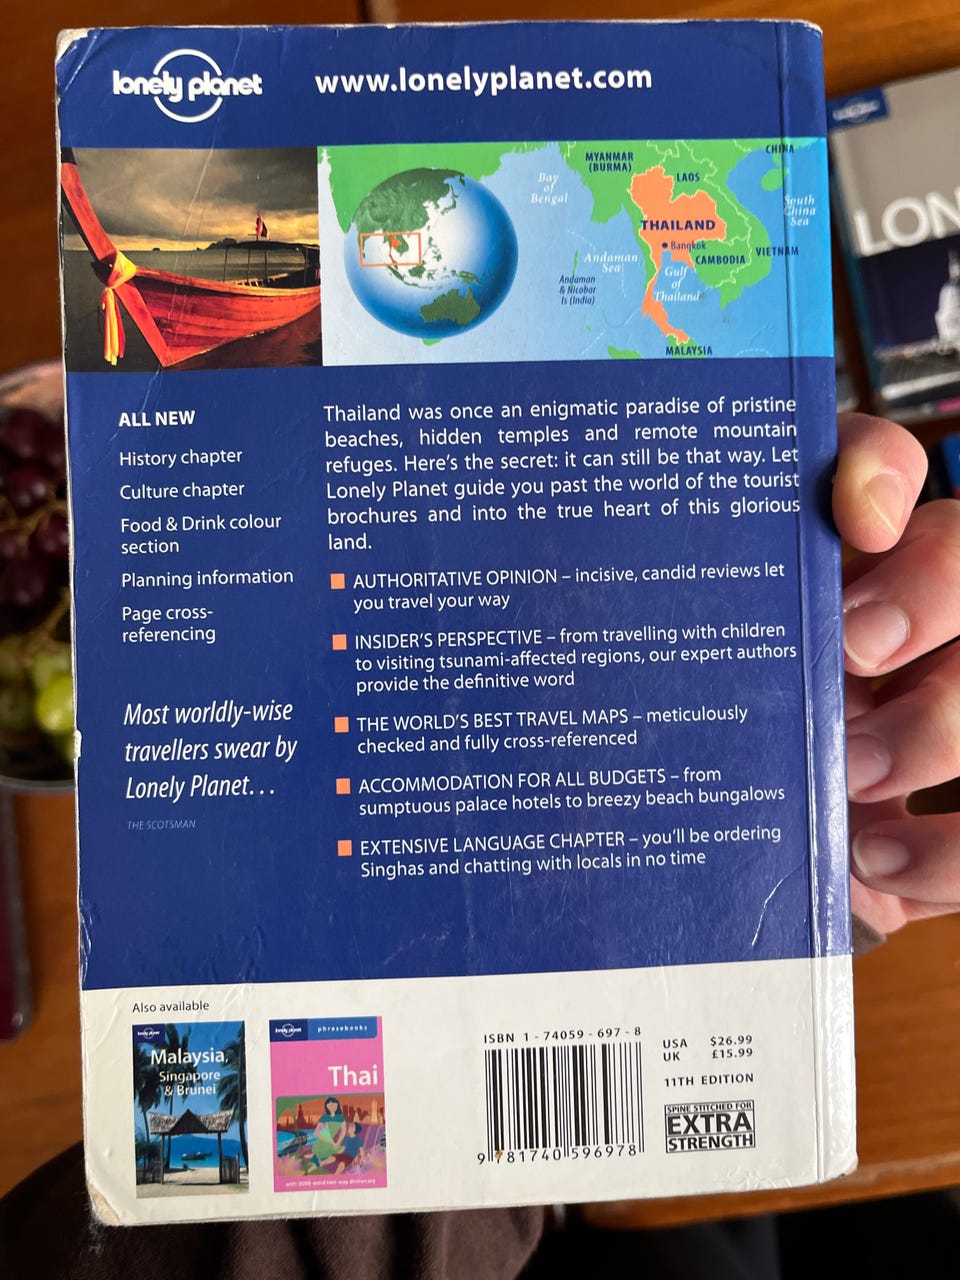 lonely planet
www.lonelyplanet.com
CHINA
MYANMAR
(BURMA)
LAOS
Bay
of
Bengal
South
China
Sea
THAILAND
Bangkok
VIETNAM
CAMBODIA
Andaman
Sea
Gulf
of
Thailand
Andaman
& Nicobar
Is (India)
MALAYSIA
LON
ALL NEW
History chapter
Culture chapter
Food & Drink colour
section
Planning information
Page cross-
referencing
Most worldly-wise
travellers swear by
Lonely Planet...
THE SCOTSMAN
Thailand was once an enigmatic paradise of pristine
beaches, hidden temples and remote mountain
refuges. Here's the secret: it can still be that way. Let
Lonely Planet guide you past the world of the tourist
brochures and into the true heart of this glorious
land.
AUTHORITATIVE OPINION – incisive, candid reviews let
you travel your way
INSIDER'S PERSPECTIVE – from travelling with children
to visiting tsunami-affected regions, our expert authors
provide the definitive word
THE WORLD'S BEST TRAVEL MAPS – meticulously
checked and fully cross-referenced
ACCOMMODATION FOR ALL BUDGETS – from
sumptuous palace hotels to breezy beach bungalows
EXTENSIVE LANGUAGE CHAPTER – you'll be ordering
Singhas and chatting with locals in no time
Also available
lonely planet
Malaysia,
Singapore
& Brunei
lonely planet
phrasebooks
Thai
with 3500-word two-way dictionary
ISBN 1 - 74059 - 697 - 8
9 781740 596978
USA $26.99
UK £15.99
11TH EDITION
SPINE STITCHED FOR
EXTRA
STRENGTH